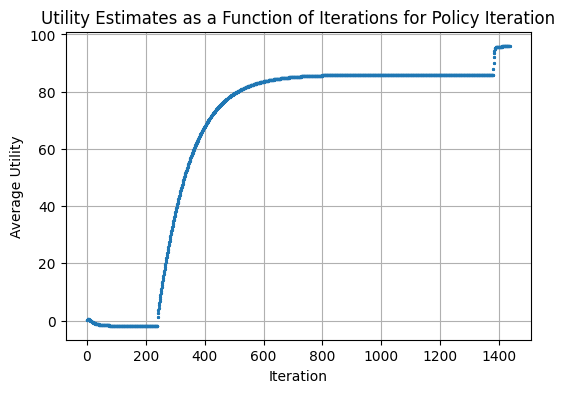 Utility Estimates as a Function of Iterations for Policy Iteration
100
80
60
40
20
0
Average Utility
0 200 400 600 800 1000 1200 1400
Iteration